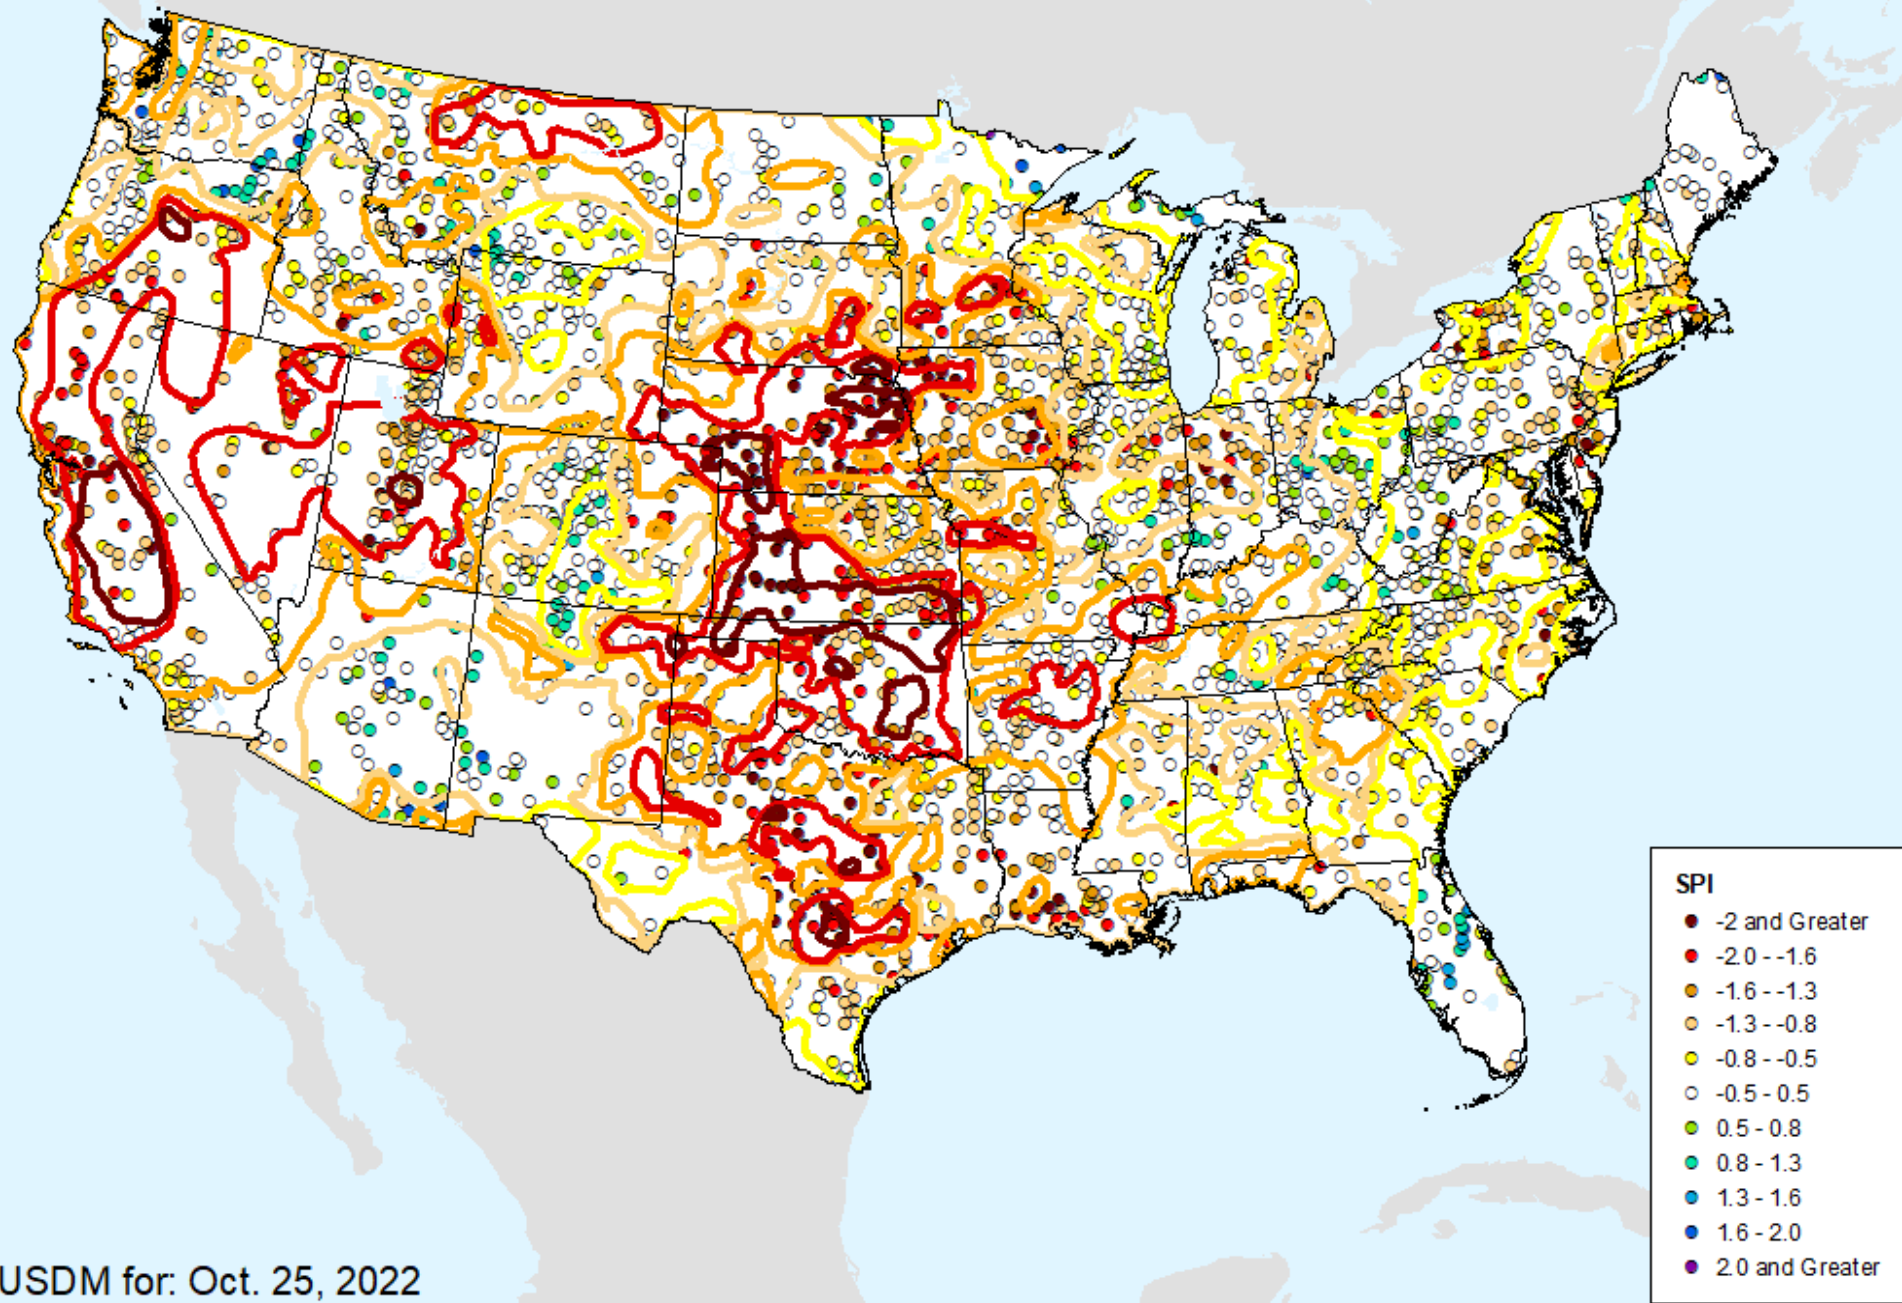 SPI
-2 and Greater
-2.0 - -1.6
-1.6 - -1.3
-1.3 - -0.8
-0.8 - -0.5
-0.5 - 0.5
0.5 - 0.8
0.8 - 1.3
1.3 - 1.6
1.6 - 2.0
2.0 and Greater
USDM for: Oct. 25, 2022